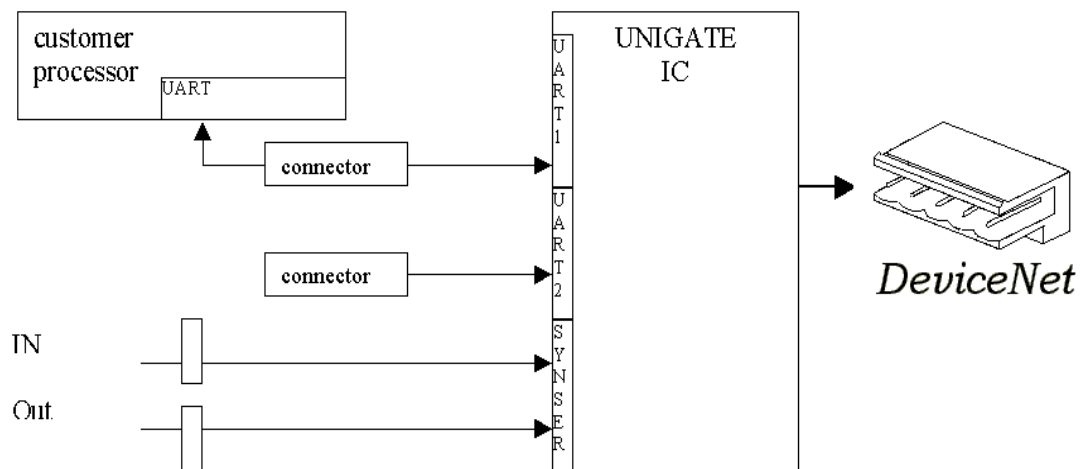 customer
processor
UART
connector
UNIGATE
IC
UART1
connector
UART2
DeviceNet
IN
Out
SYNSER